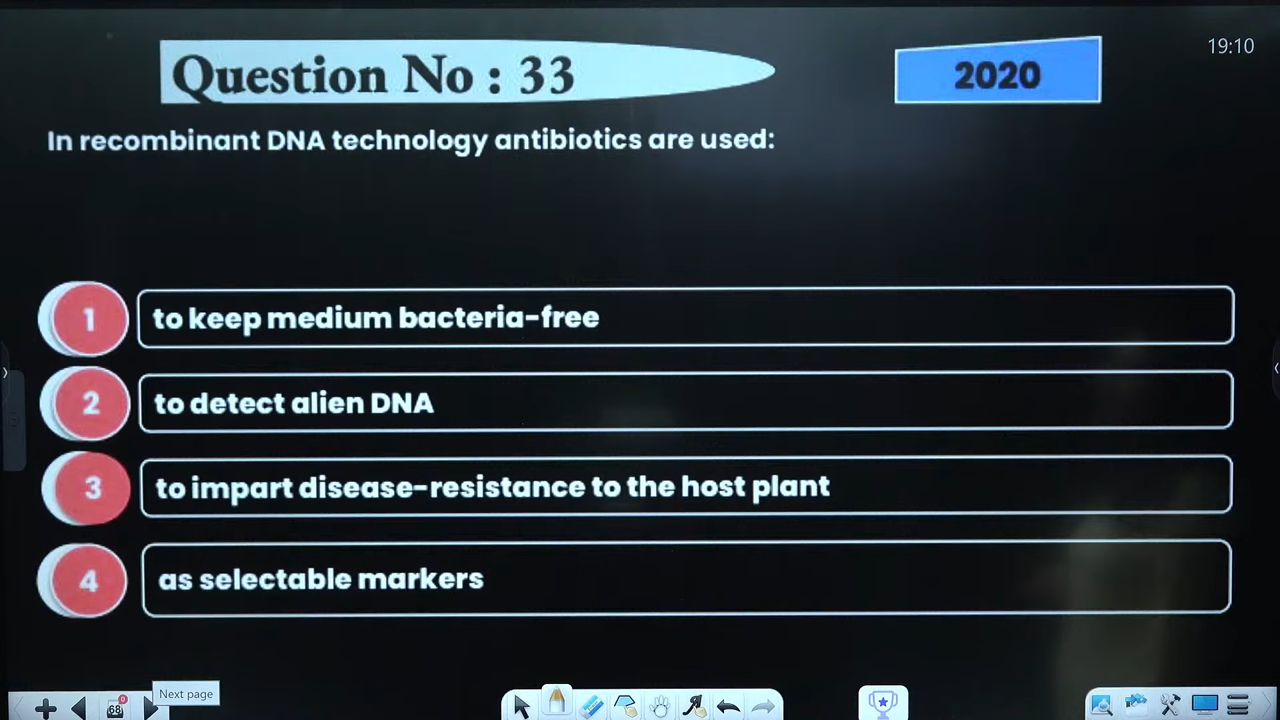 Question No : 33
2020
19:10
In recombinant DNA technology antibiotics are used:
1
to keep medium bacteria-free
2
to detect alien DNA
3
to impart disease-resistance to the host plant
4
as selectable markers
Next page
0
68